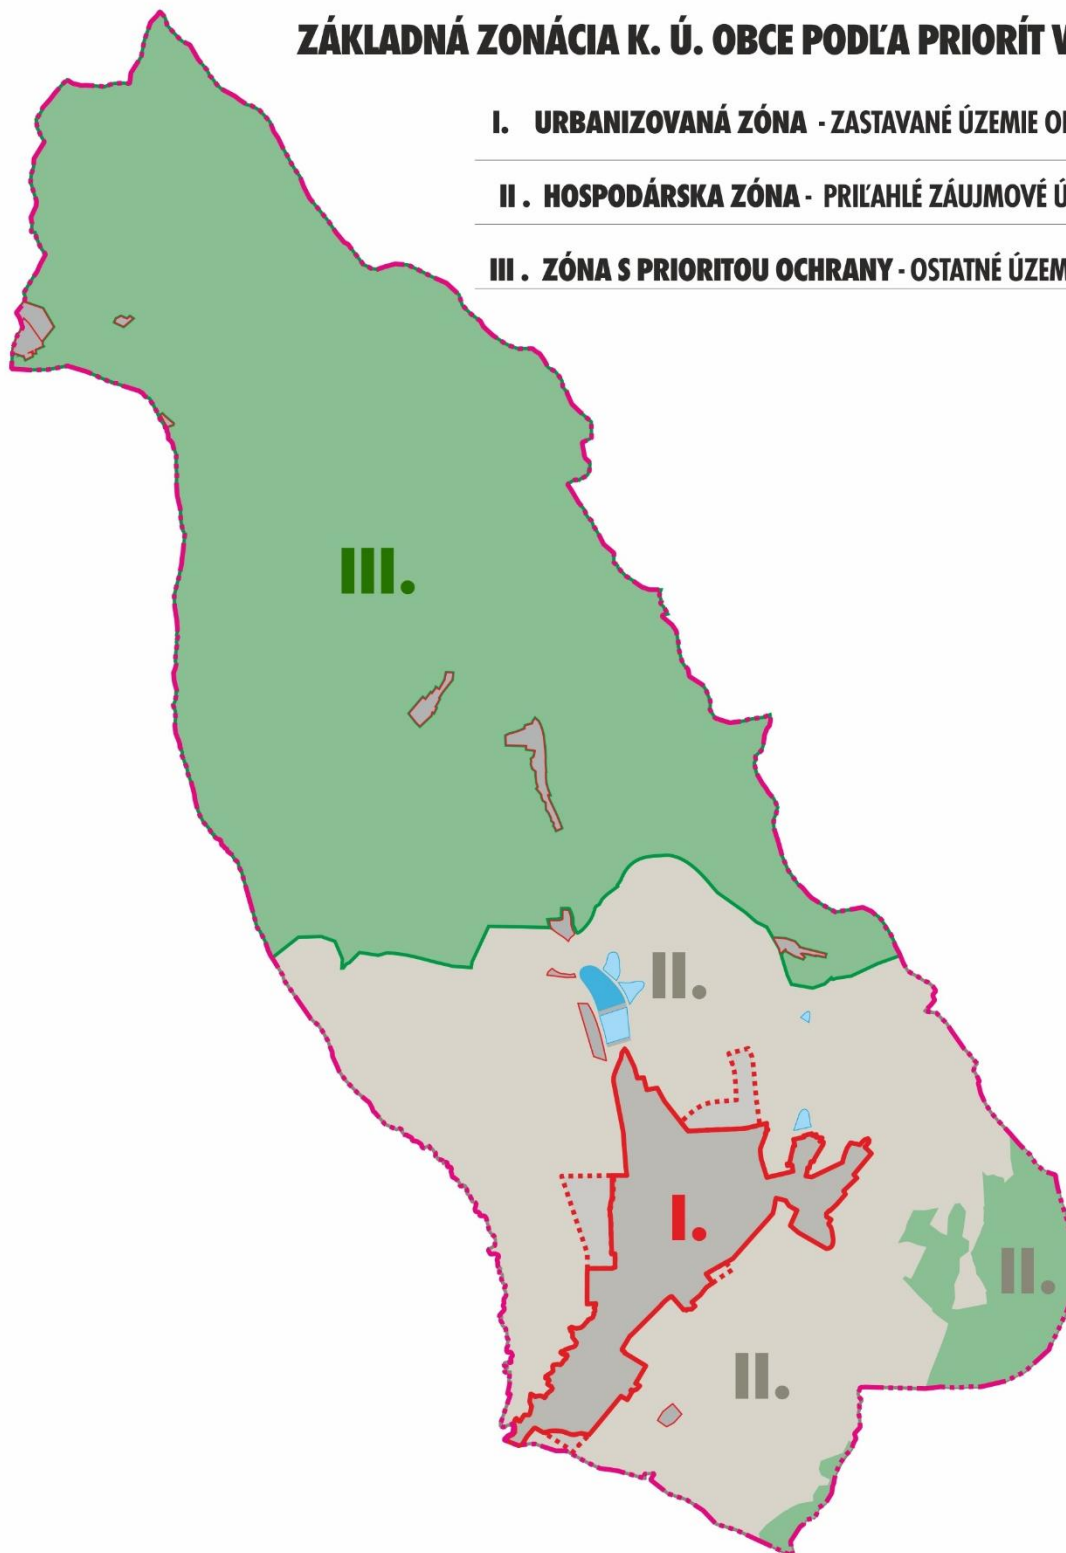 ZÁKLADNÁ ZONÁCIA K. Ú. OBCE PODĽA PRIORÍT
I. URBANIZOVANÁ ZÓNA - ZASTAVANÉ ÚZEMIE
II . HOSPODÁRSKA ZÓNA - PRIĽAHLÉ ZÁUJMOVÉ
III . ZÓNA S PRIORITOU OCHRANY - OSTATNÉ
III.
II.
I.
II.
II.